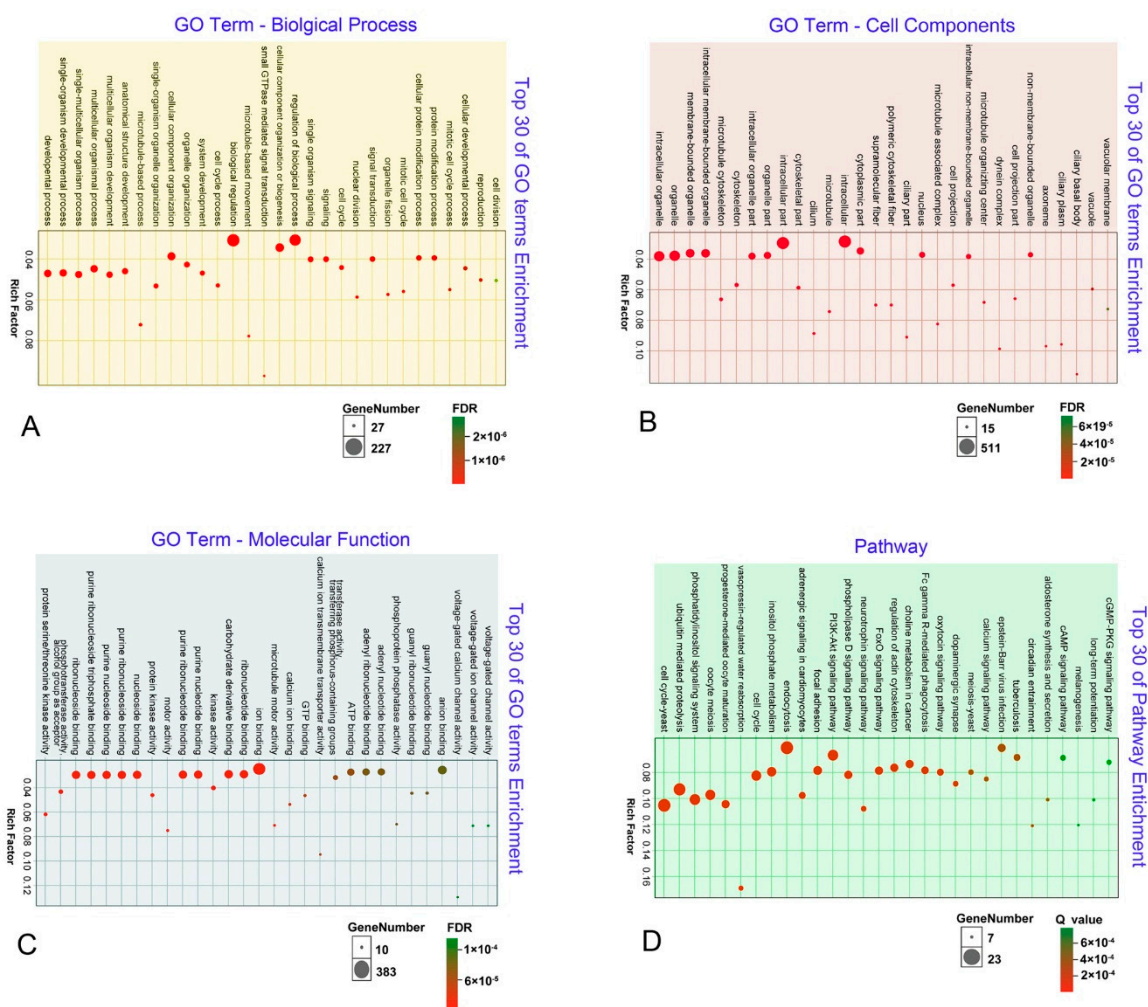 GO Term - Biolgical Process
Top 30 of GO terms Enrichment
developental process
single-organism developmental process
single-multicellular organism process
multicellular organismal process
multicellular organism development
anatomical structure development
microtubule-based process
single-organism organelle organization
cellular component organization
organelle organization
system development
cell cycle process
biological regulation
microtuble-based movement
small GTPase mediated signal transduction
cellular component organization or biogenesis
regulation of biological process
single organism signaling
signaling
cell cycle
nuclear division
signal transduction
organelle fission
mitotic cell cycle
cellular protein modification process
protein modification process
mitotic cell cycle process
cellular developmental process
reproduction
cell division
0.04
0.06
0.08
Rich Factor
GeneNumber
27
227
FDR
2×10⁻⁶
1×10⁻⁶
A
GO Term - Cell Components
Top 30 of GO terms Enrichment
intracellular organelle
organelle
membrane-bounded organelle
intracellular membrane-bounded organelle
microtubule cytoskeleton
cytoskeleton
intracellular organelle part
organelle part
intracellular part
cytoskeletal part
cilium
microtubule
intracellular
cytoplasmic part
supramolecular fiber
polymeric cytoskeletal fiber
ciliary part
nucleus
microtubule associated complex
cell projection
intracellular non-membrane-bounded organelle
microtubule organizting center
dynein complex
cell projection part
non-membrane-bounded organelle
axoneme
ciliary plasm
ciliary basal body
vacuole
vacuolar membrane
0.04
0.06
0.08
0.10
Rich Factor
GeneNumber
15
511
FDR
6×19⁻⁵
4×10⁻⁵
2×10⁻⁵
B
GO Term - Molecular Function
Top 30 of GO terms Enrichment
protein serine/threonine kinase activity
phosphotransferase activity,
alcohol group as acceptor
ribonucleoside binding
purine ribonucleoside triphosphate binding
purine nucleoside binding
purine ribonucleoside binding
nucleoside binding
protein kinase activity
motor activity
purine ribonucleotide binding
purine nucleotide binding
kinase activity
carbohydrate derivative binding
ribonucleotide binding
ion binding
microtubule motor activity
calcium ion binding
GTP binding
calcium ion transmembrane transporter activity
transferase activity,
transferring phosphorus-containing groups
ATP binding
adenyl ribonucleotide binding
adenyl nucleotide binding
phosphoprotein phosphatase activity
guanyl ribonucleotide binding
guanyl nucleotide binding
anion binding
voltage-gated calcium channel activity
voltage-gated ion channel activity
voltage-gated channel activity
0.04
0.06
0.08
0.10
0.12
Rich Factor
GeneNumber
10
383
FDR
1×10⁻⁴
6×10⁻⁵
C
Pathway
Top 30 of Pathway Entichment
cell cycle-yeast
ubiquitin mediated proteolysis
phosphatidylinositol signaling system
oocyte meiosis
progesterone-mediated oocyte maturation
vasopressin-regulated water reabsorption
cell cycle
inositol phosphate metabolism
endocytosis
adrenergic signaling in cardiomyocytes
focal adhesion
PI3K-Akt signaling pathway
phospholipase D signaling pathway
neurotrophin signaling pathway
FoxO signaling pathway
regulation of actin cytoskeleton
choline metabolism in cancer
Fc gamma R-mediated phagocytosis
oxytocin signaling pathway
dopaminergic synapse
meiosis-yeast
calcium signaling pathway
epstein-Barr virus infection
tuberculosis
circadian entrainment
aldosterone synthesis and secretion
cAMP signaling pathway
melanogenesis
long-term potentiation
cGMP-PKG signaling pathway
0.08
0.10
0.12
0.14
0.16
Rich Factor
GeneNumber
7
23
Q value
6×10⁻⁴
4×10⁻⁴
2×10⁻⁴
D